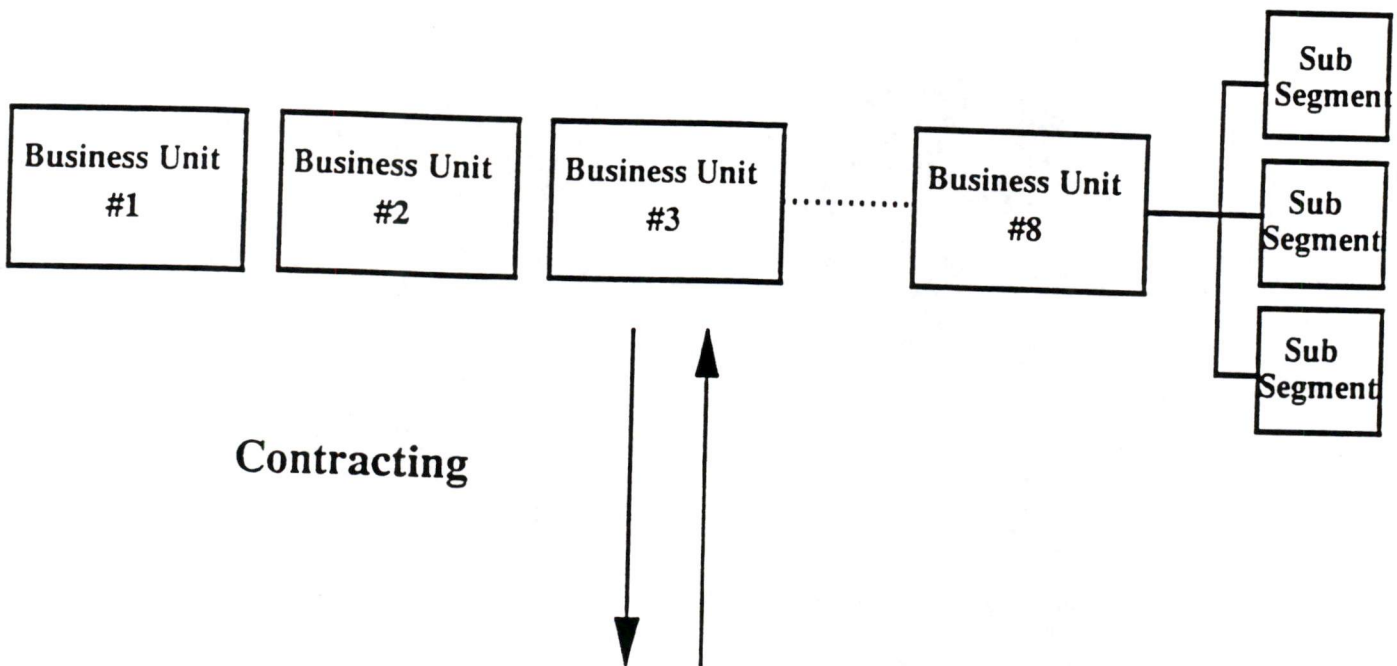 Business Unit
#1
Business Unit
#2
Business Unit
#3
Business Unit
#8
Sub
Segment
Sub
Segment
Sub
Segment
Contracting